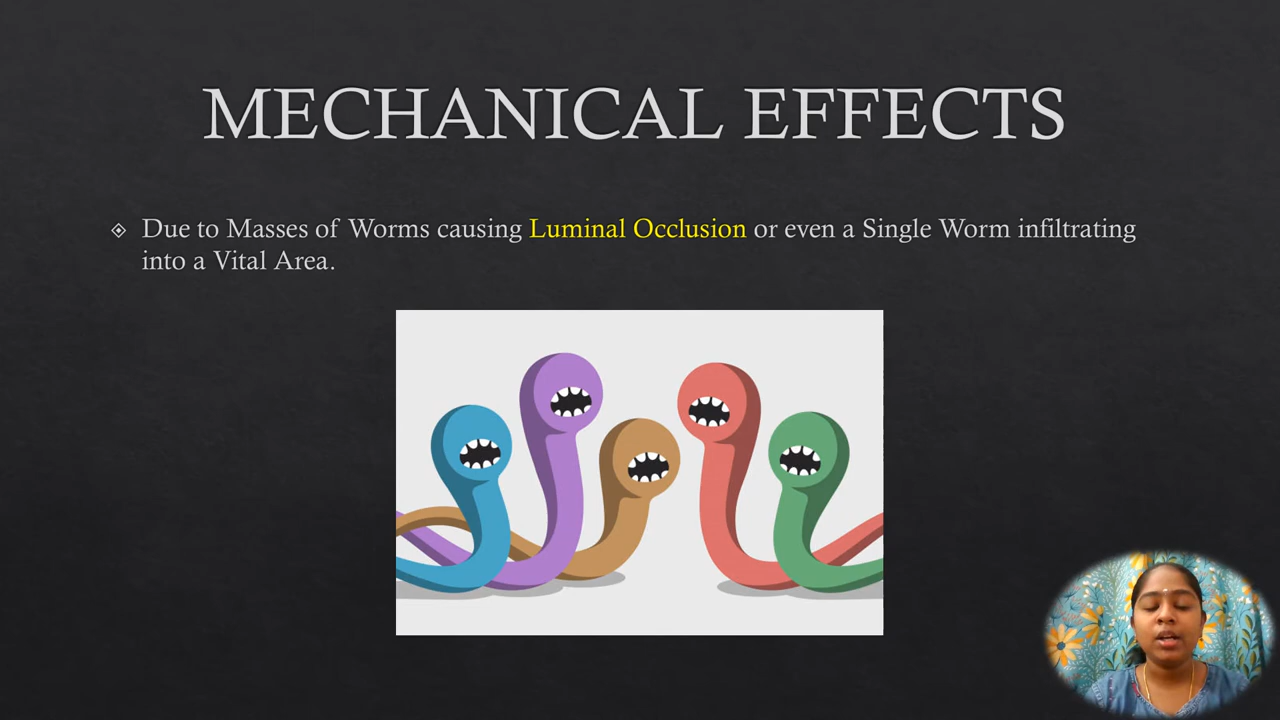 MECHANICAL EFFECTS
Due to Masses of Worms causing Luminal Occlusion or even a Single Worm infiltrating
into a Vital Area.